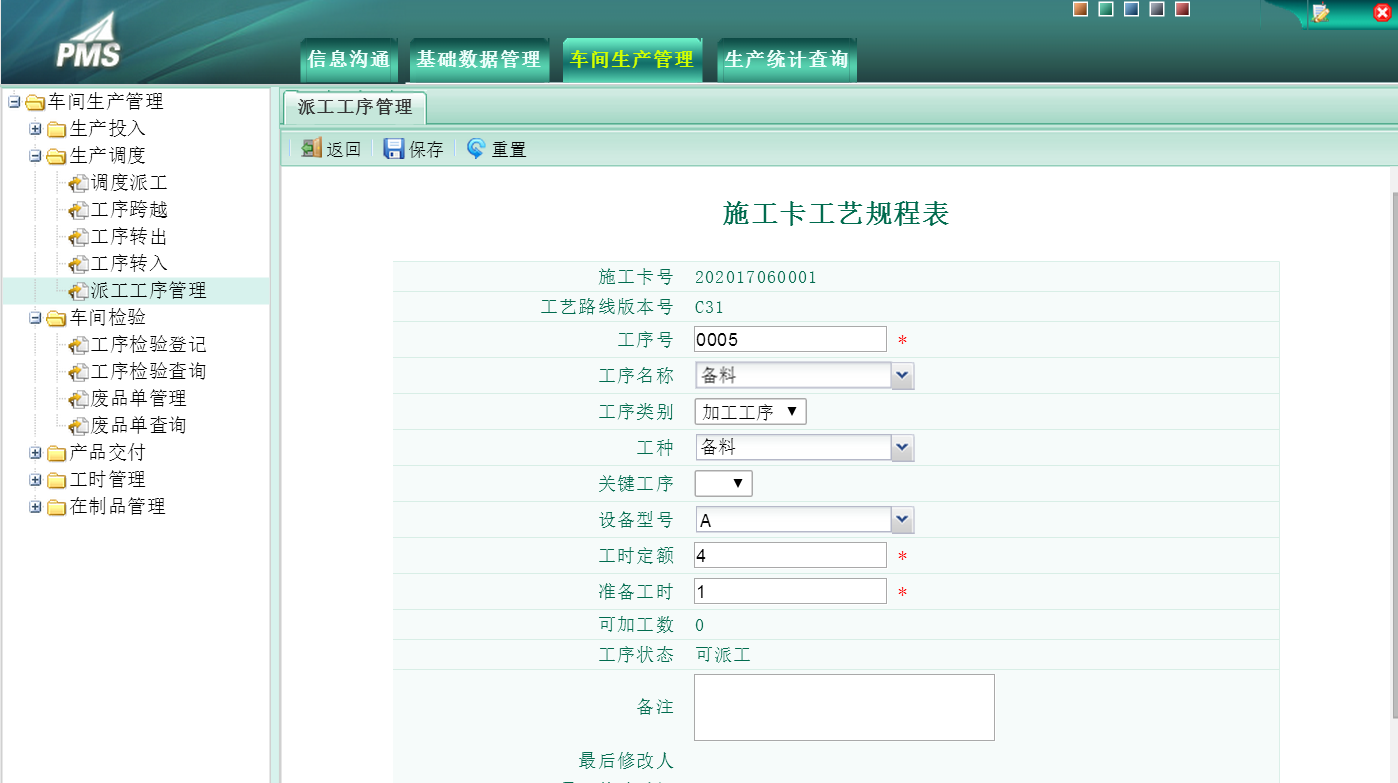 PMS
信息沟通 基础数据管理 车间生产管理 生产统计查询
车间生产管理
生产投入
生产调度
调度派工
工序跨越
工序转出
工序转入
派工工序管理
车间检验
工序检验登记
工序检验查询
废品单管理
废品单查询
产品交付
工时管理
在制品管理
派工工序管理
返回 保存 重置
施工卡工艺规程表
施工卡号 202017060001
工艺路线版本号 C31
工序号 0005 *
工序名称 备料
工序类别 加工工序
工种 备料
关键工序
设备型号 A
工时定额 4 *
准备工时 1 *
可加工数 0
工序状态 可派工
备注
最后修改人